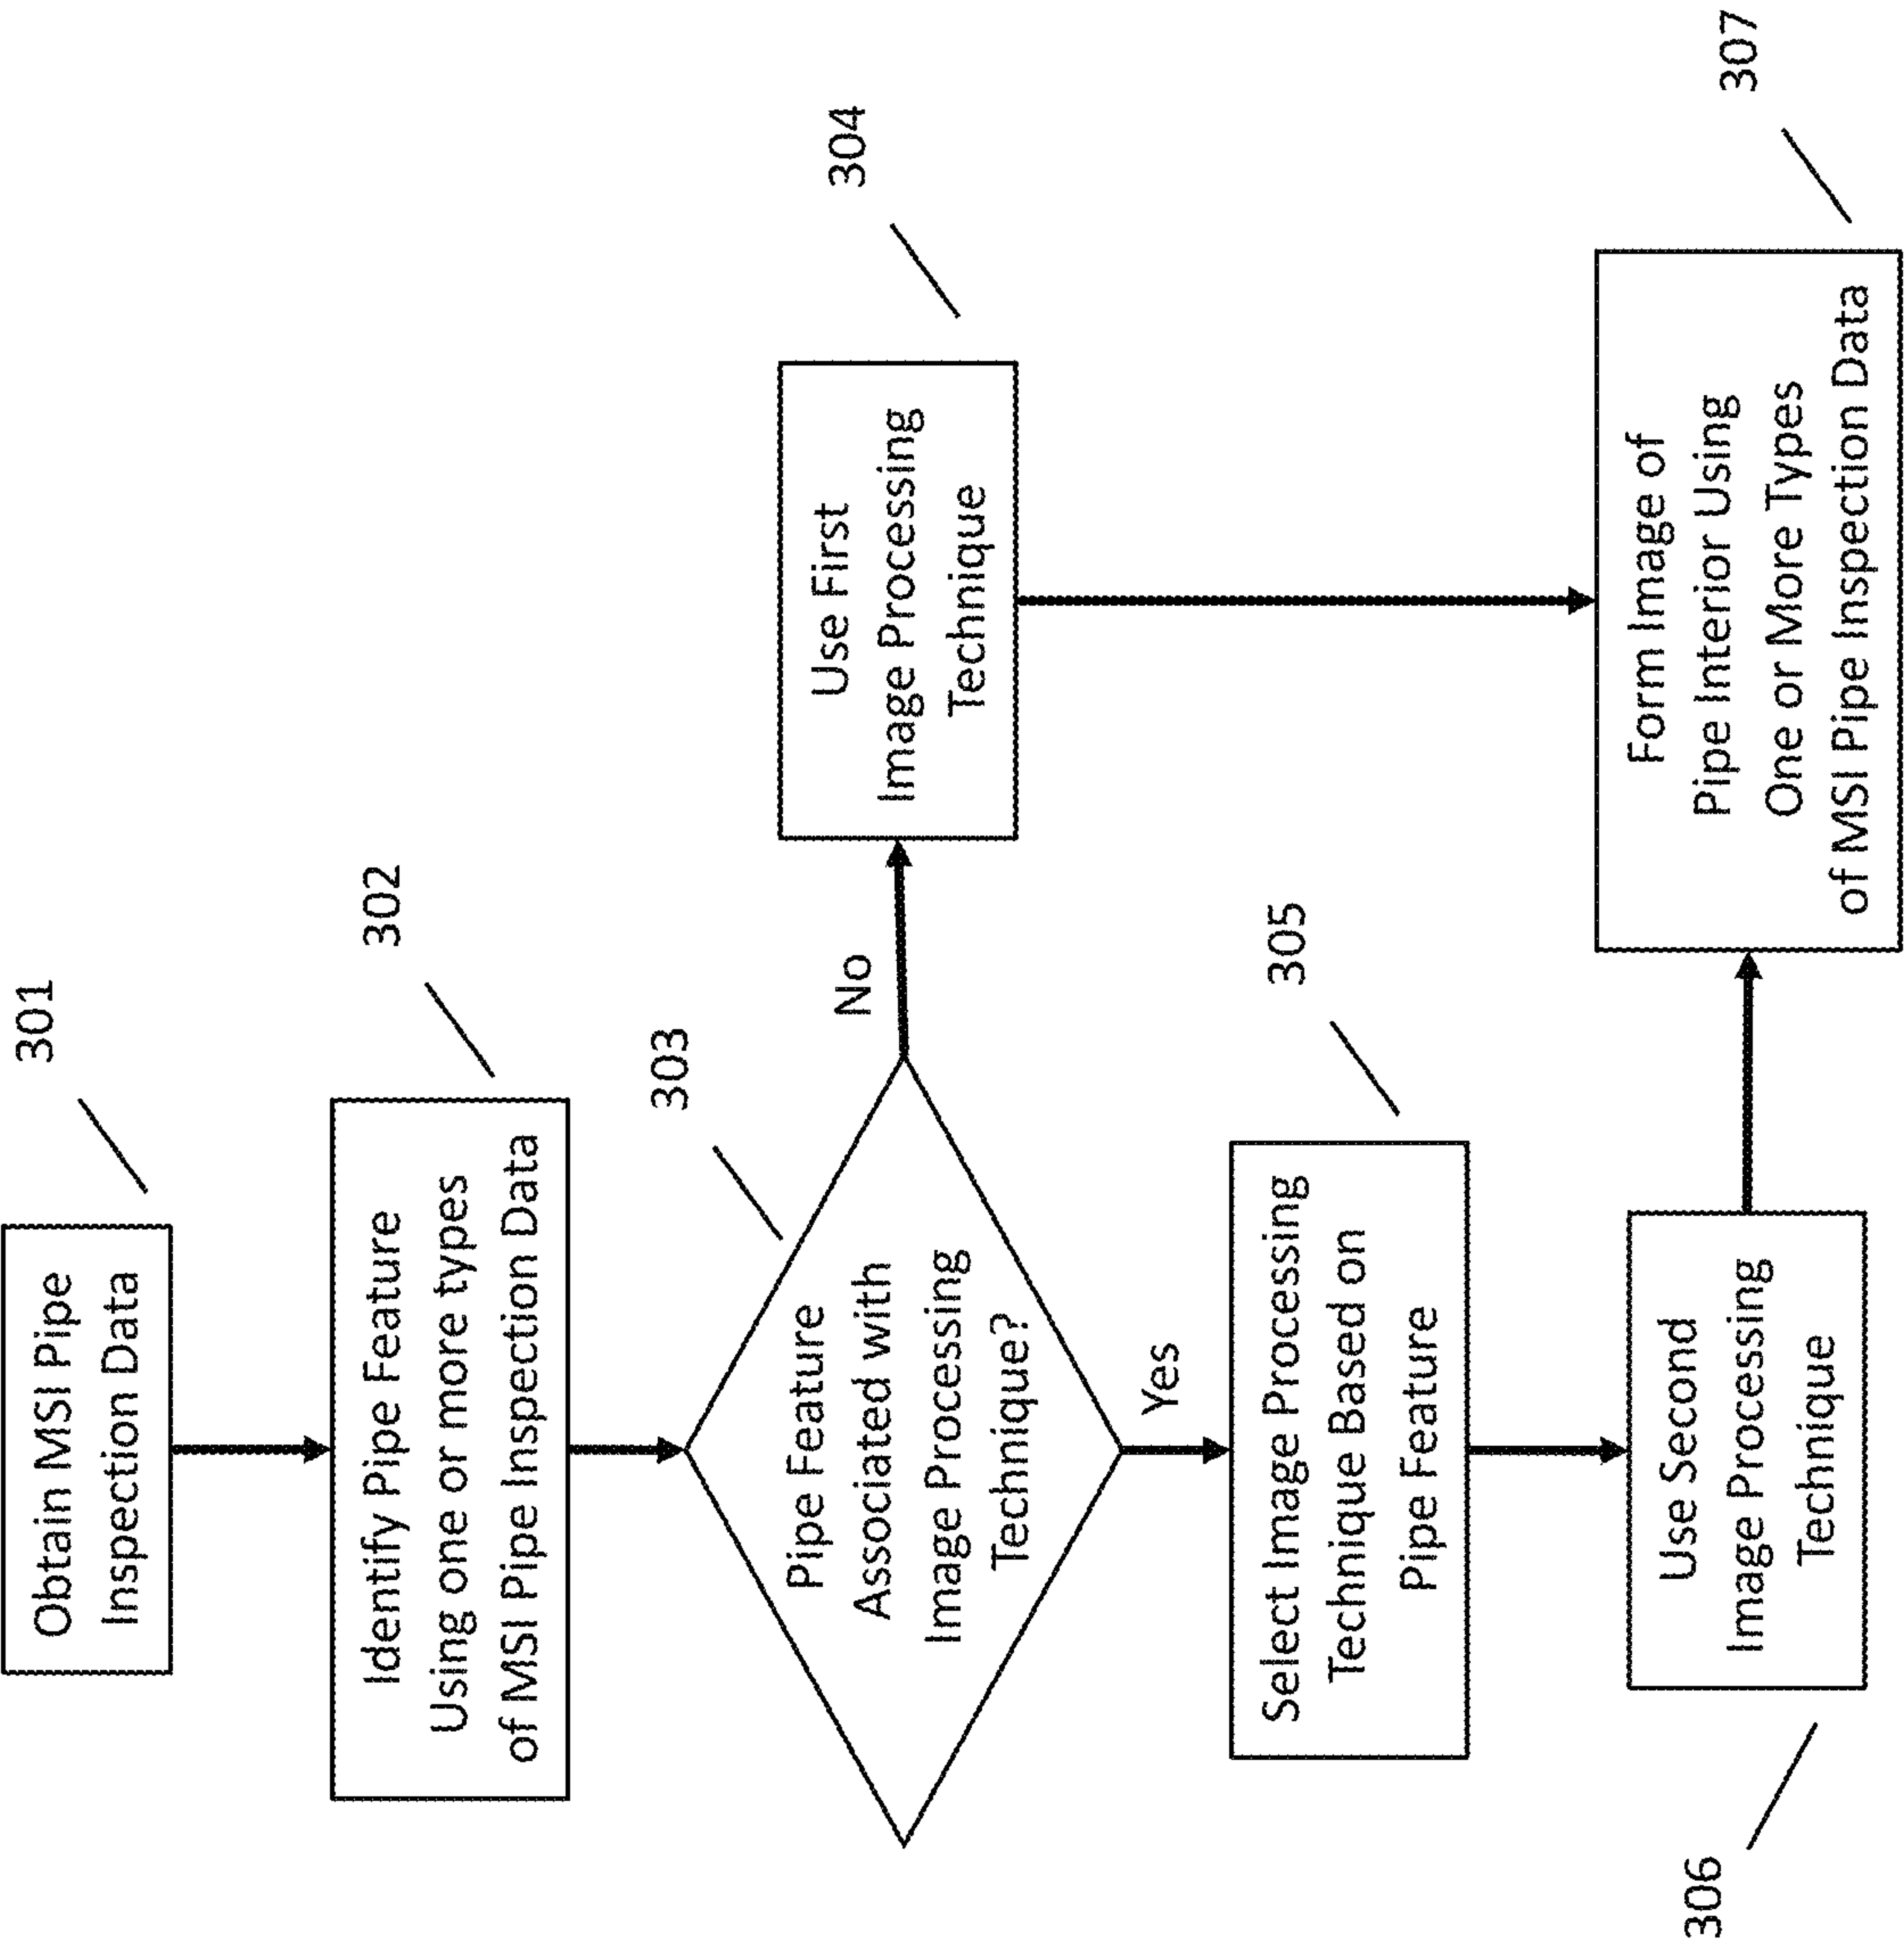 301
Obtain MSI Pipe
Inspection Data
302
Identify Pipe Feature
Using one or more types
of MSI Pipe Inspection Data
303
Pipe Feature
Associated with
Image Processing
Technique?
No
304
Use First
Image Processing
Technique
Yes
305
Select Image Processing
Technique Based on
Pipe Feature
306
Use Second
Image Processing
Technique
307
Form Image of
Pipe Interior Using
One or More Types
of MSI Pipe Inspection Data